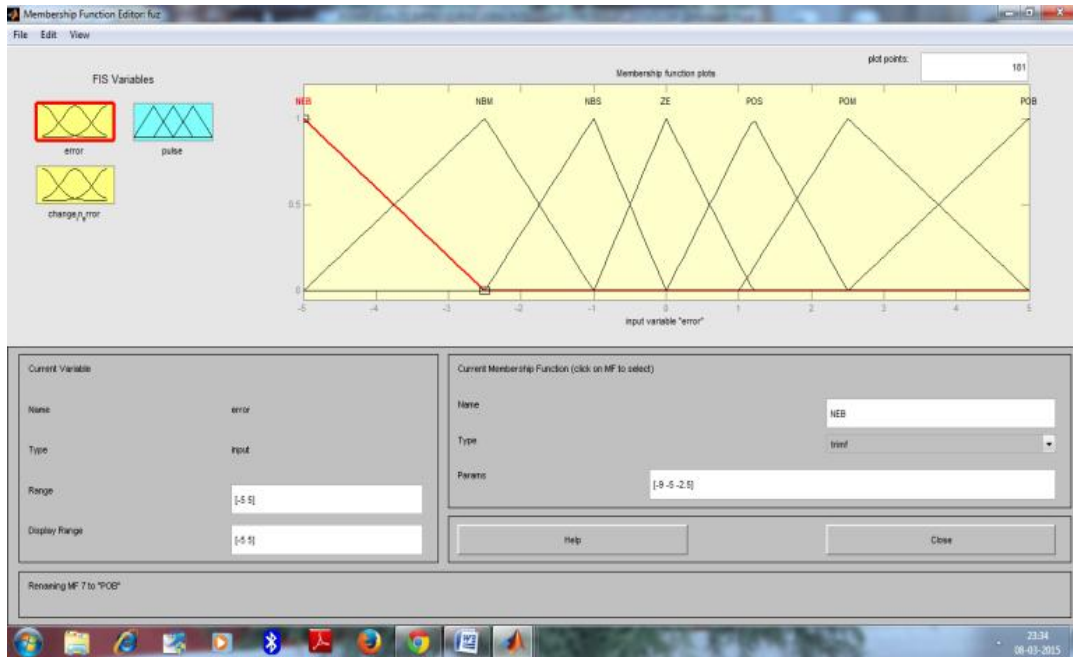 Membership Function Editor: fuz
File Edit View
FIS Variables
error
pulse
Membership function plots
plot points:
181
NEB NBM NBS ZE POS POM POB
1
0.5
0
-5 -4 -3 -2 -1 0 1 2 3 4 5
input variable "error"
Current Variable
Name error
Type input
Range [-5 5]
Display Range [-5 5]
Current Membership Function (click on MF to select)
Name NEB
Type trimf
Params [-9 -5 -2.5]
Help
Close
Renaming MF 7 to "POB"
23:34
08-03-2015